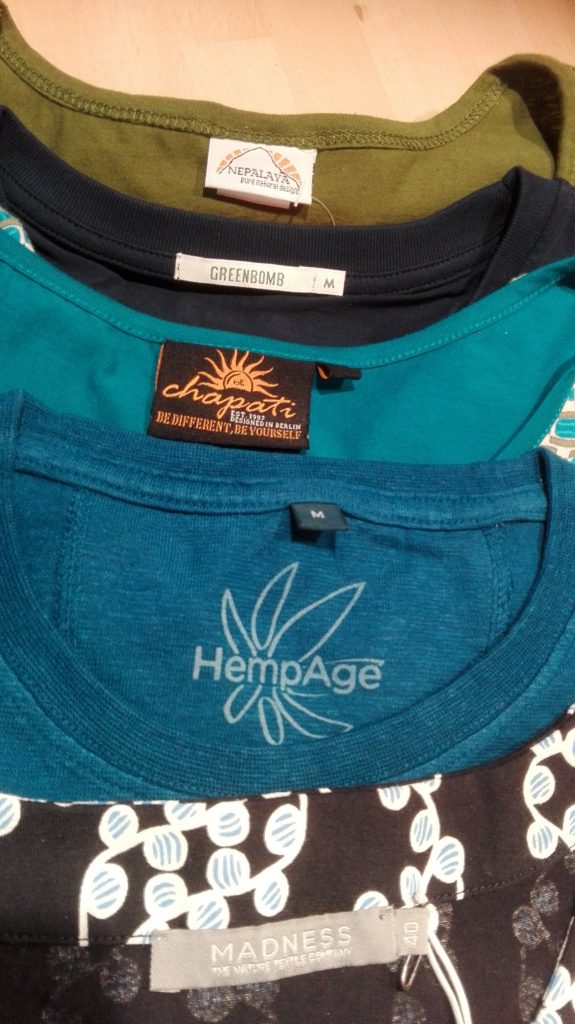 NEPALAYA
pure natural designs
GREENBOMB
M
chapati
EST. 1997
DESIGNED IN BERLIN
BE DIFFERENT, BE YOURSELF
M
HempAge
MADNESS
THE NATURE TEXTILE COMPANY
40